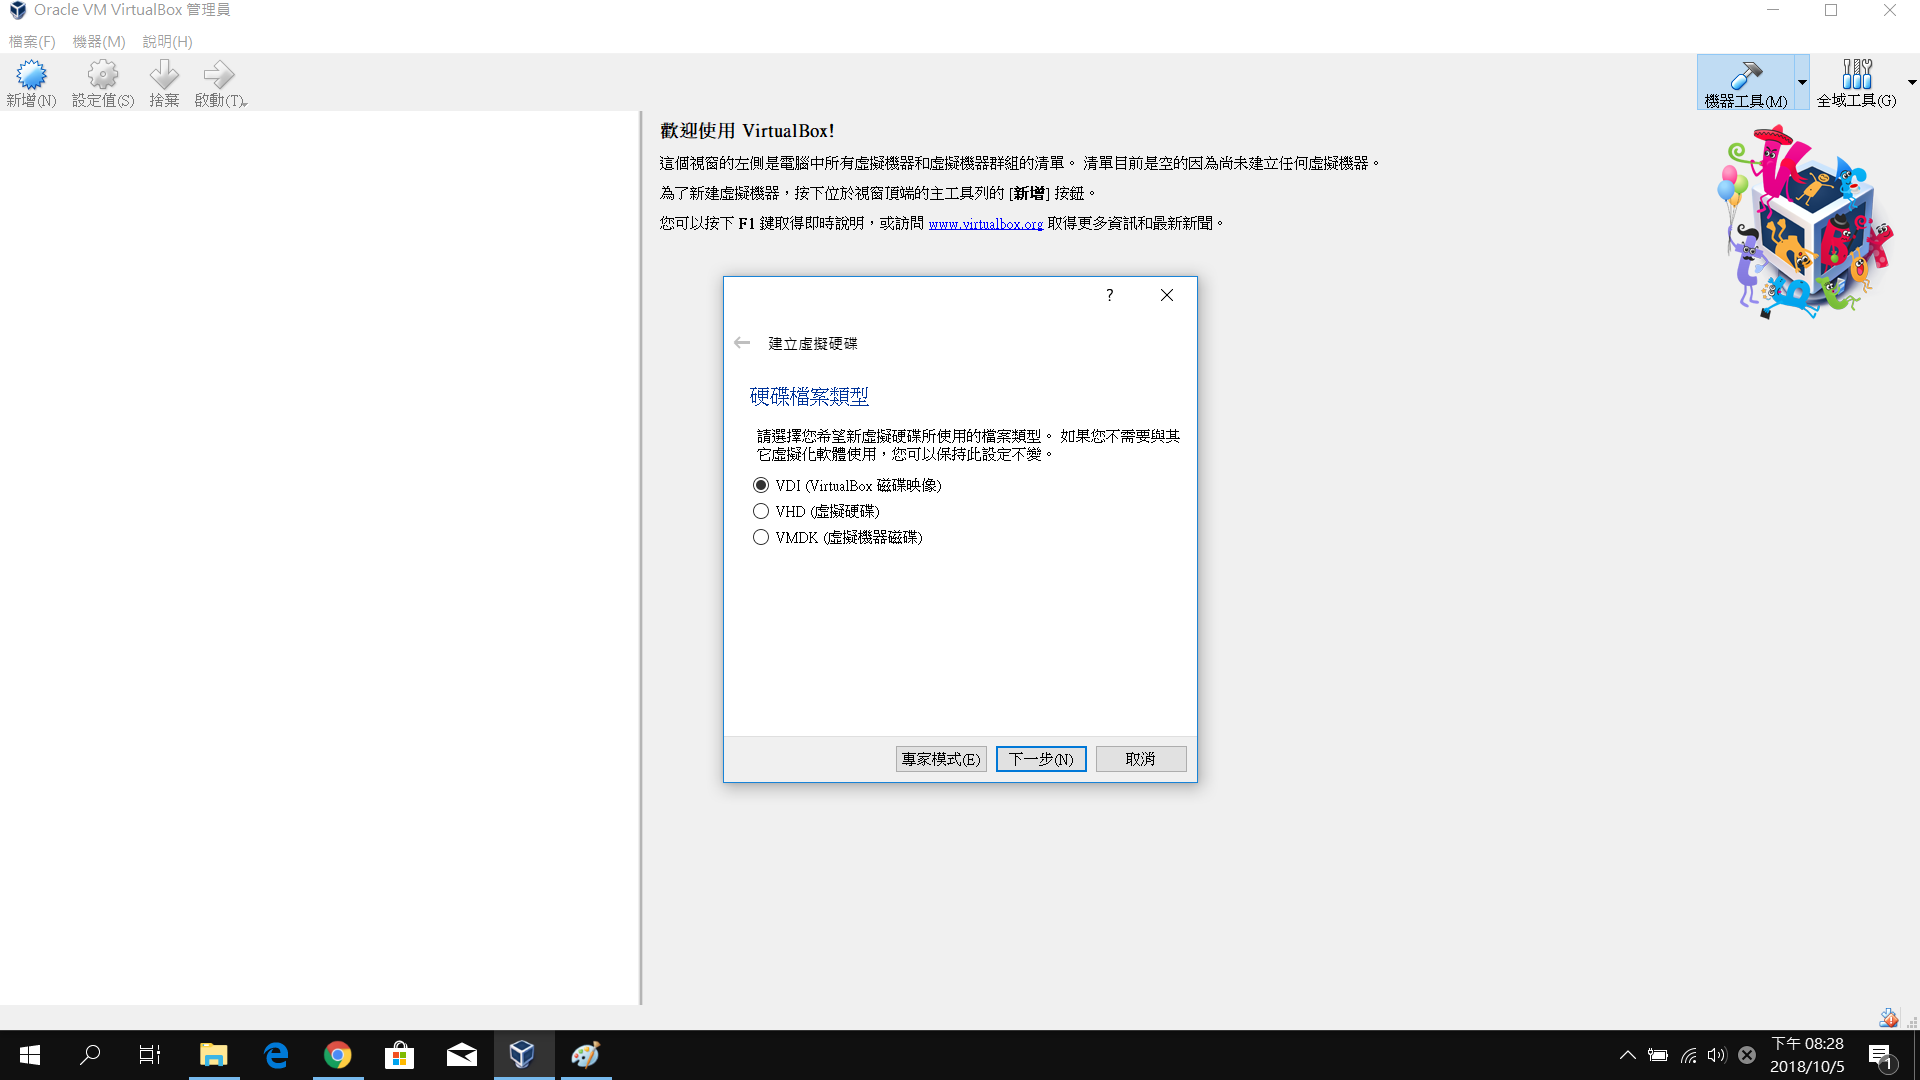 Oracle VM VirtualBox 管理員
檔案(F) 機器(M) 說明(H)
新增(N) 設定值(S) 捨棄 啟動(T)
機器工具(M) 全域工具(G)
歡迎使用 VirtualBox!
這個視窗的左側是電腦中所有虛擬機器和虛擬機器群組的清單。 清單目前是空的因為尚未建立任何虛擬機器。
為了新建虛擬機器，按下位於視窗頂端的主工具列的 [新增] 按鈕。
您可以按下 F1 鍵取得即時說明，或訪問 www.virtualbox.org 取得更多資訊和最新新聞。
?
建立虛擬硬碟
硬碟檔案類型
請選擇您希望新虛擬硬碟所使用的檔案類型。 如果您不需要與其
它虛擬化軟體使用，您可以保持此設定不變。
VDI (VirtualBox 磁碟映像)
VHD (虛擬硬碟)
VMDK (虛擬機器磁碟)
專家模式(E) 下一步(N) 取消
下午 08:28
2018/10/5
1